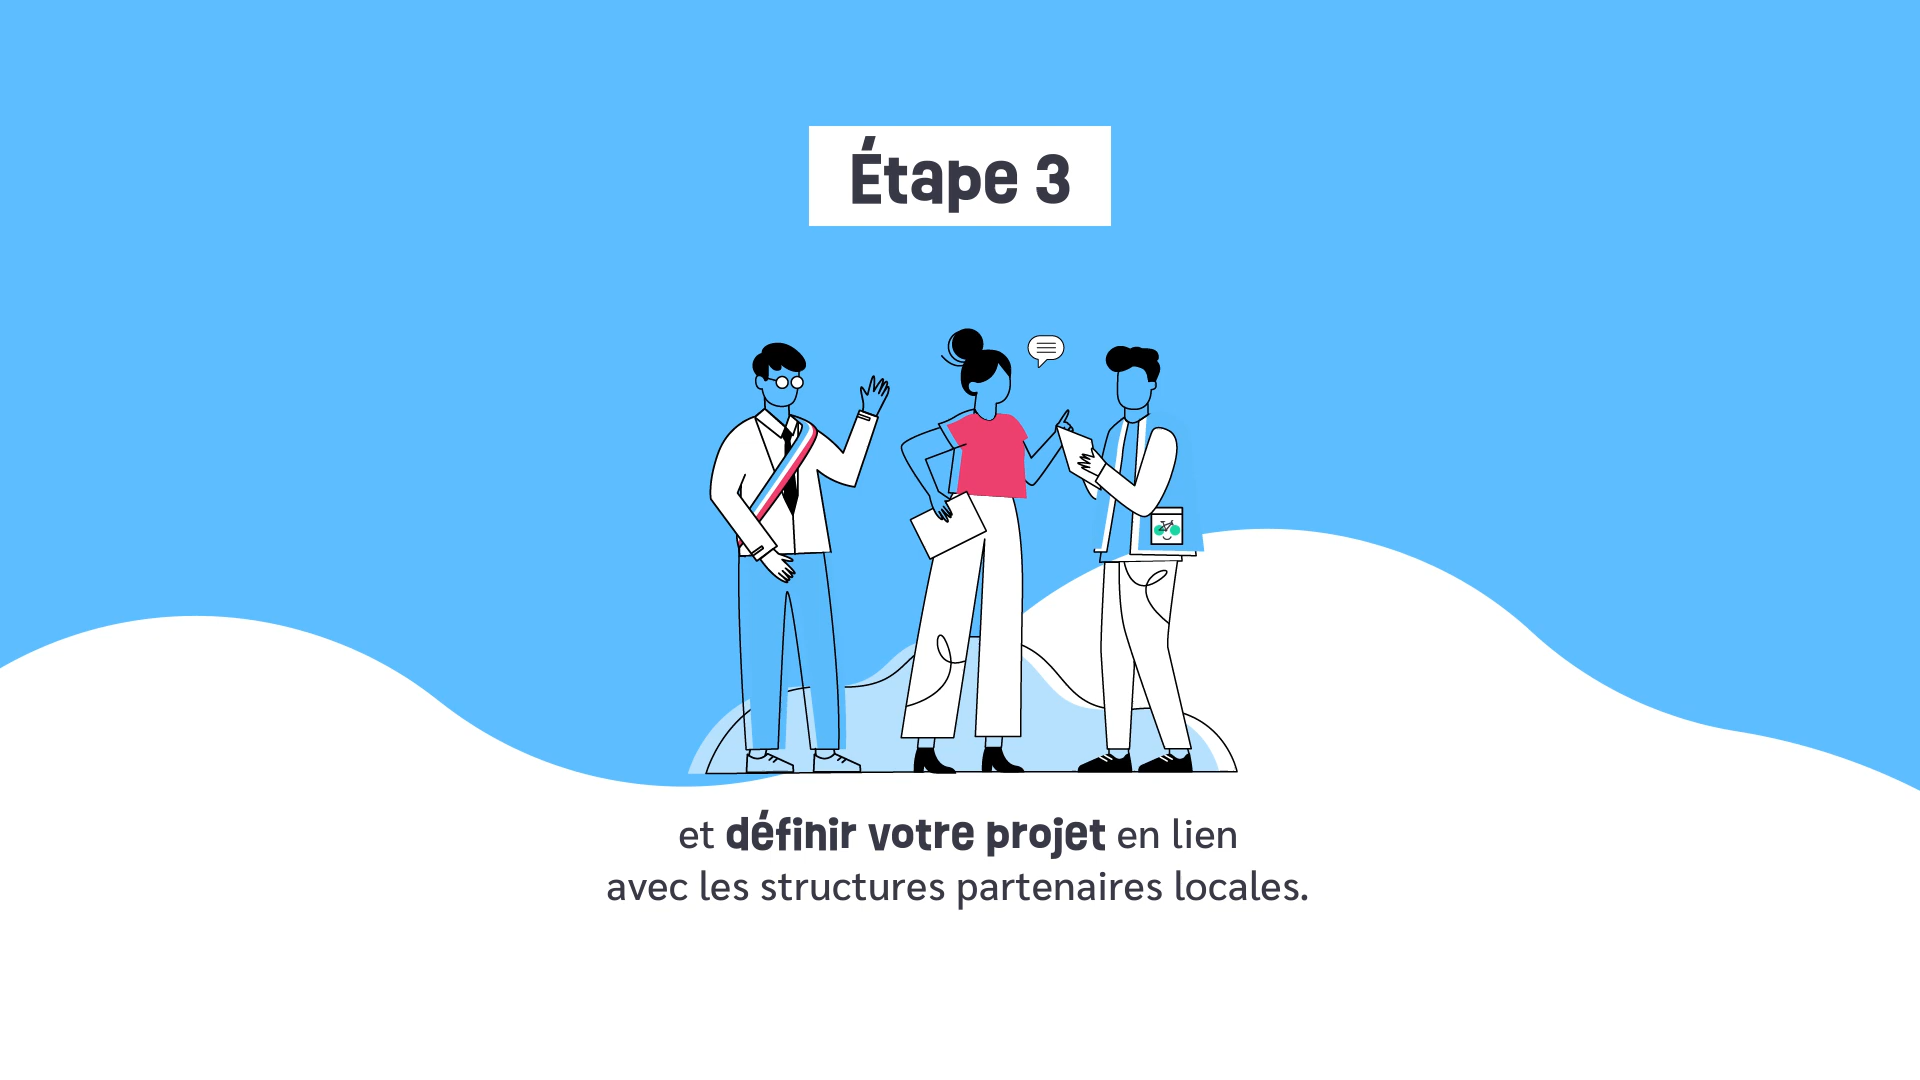 Étape 3
et définir votre projet en lien
avec les structures partenaires locales.